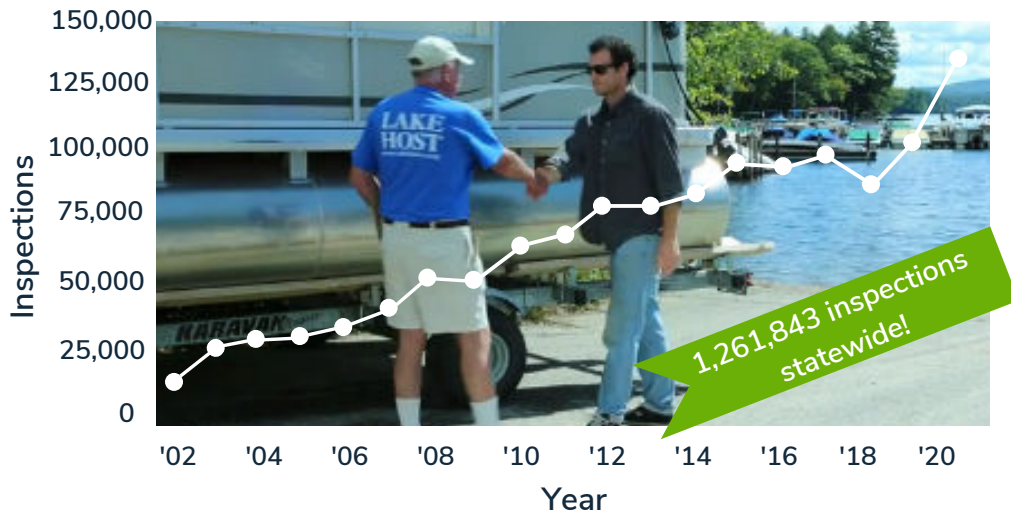 150,000
125,000
100,000
75,000
50,000
25,000
0
Inspections
LAKE
HOST
KARAVAN
1,261,843 inspections
statewide!
'02 '04 '06 '08 '10 '12 '14 '16 '18 '20
Year